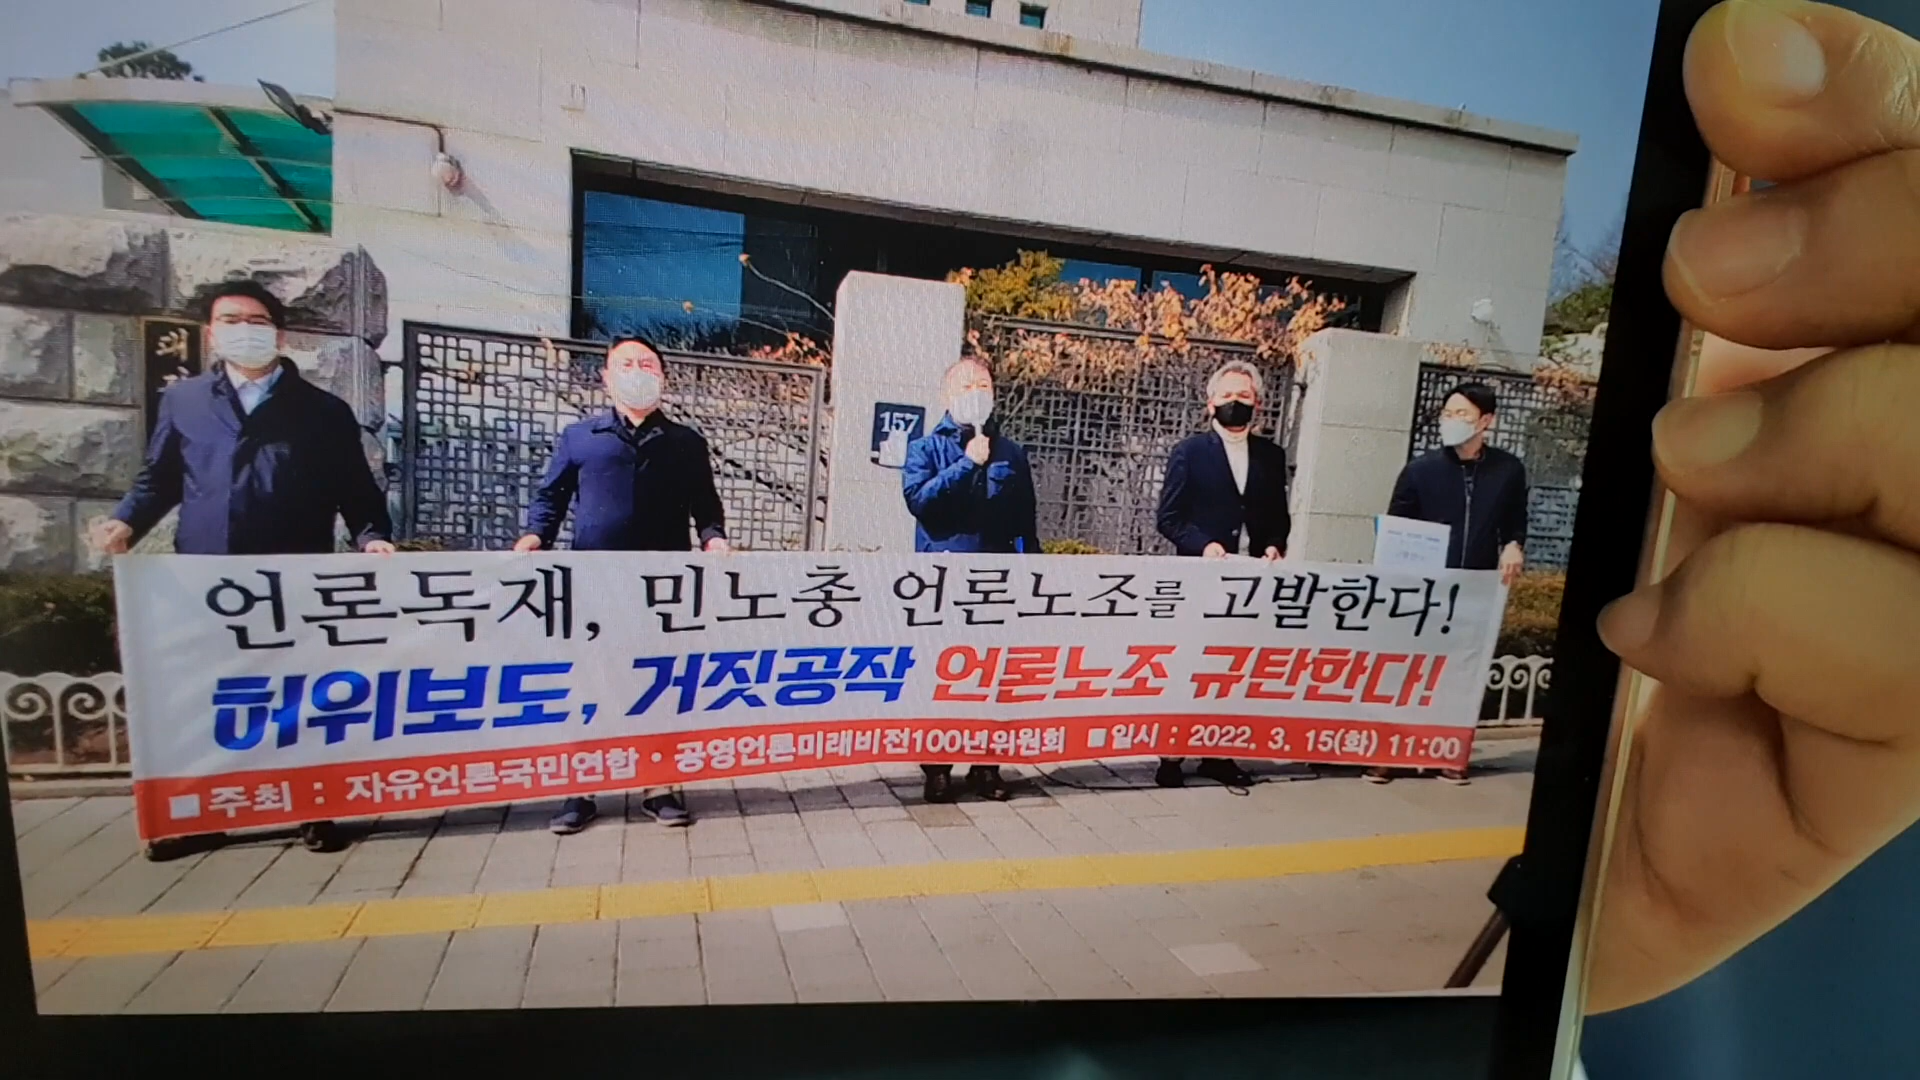 157
언론독재, 민노총 언론노조를 고발한다!
허위보도, 거짓공작 언론노조 규탄한다!
■주최 : 자유언론국민연합 · 공영언론미래비전100년위원회 ■일시 : 2022. 3. 15(화) 11:00